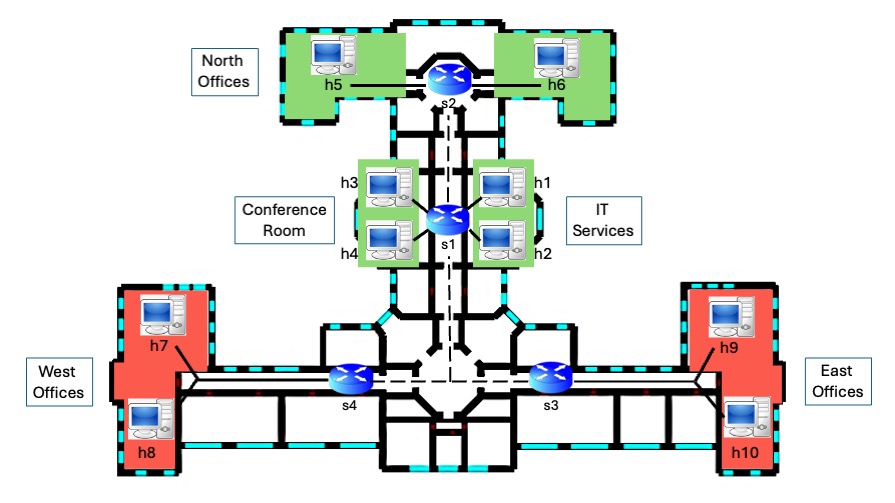 North
Offices
h5
h6
s2
h3
h1
Conference
Room
IT
Services
s1
h4
h2
h7
h9
West
Offices
East
Offices
s4
s3
h8
h10